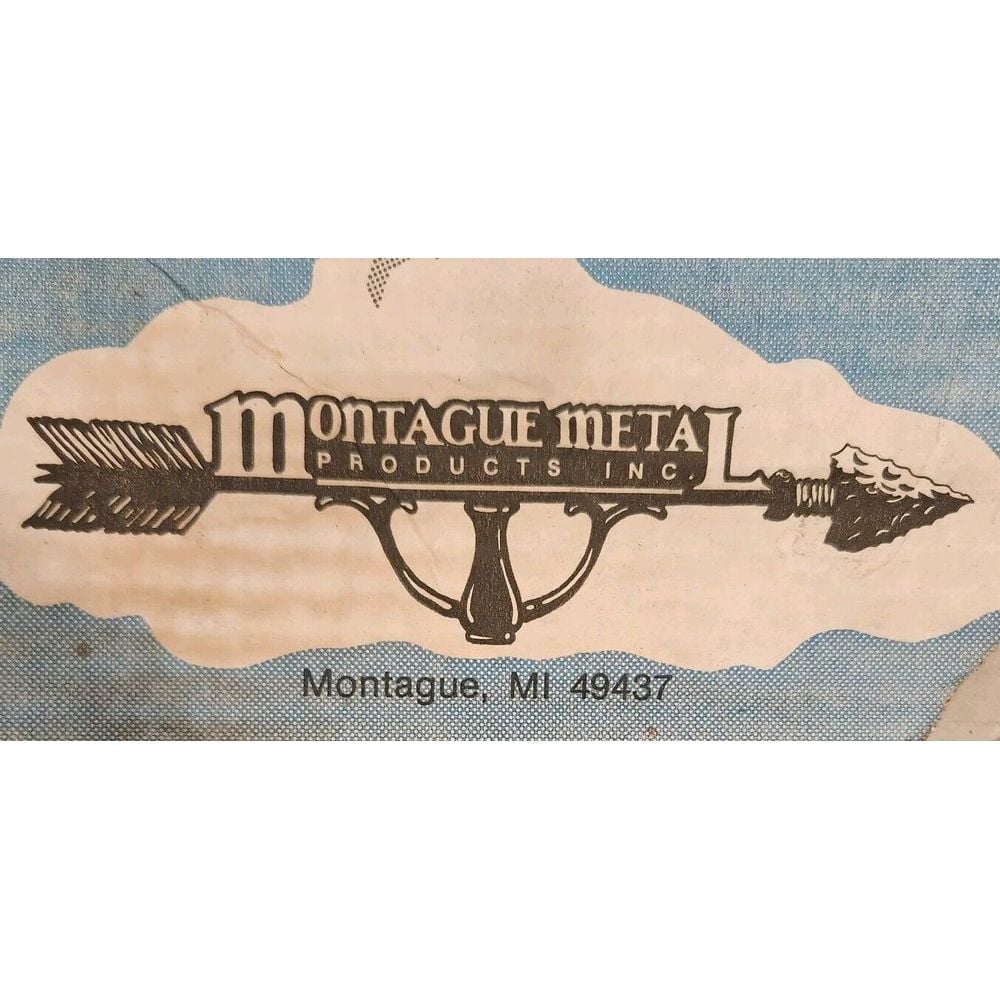 Montague Metal
PRODUCTS INC.
Montague, MI 49437